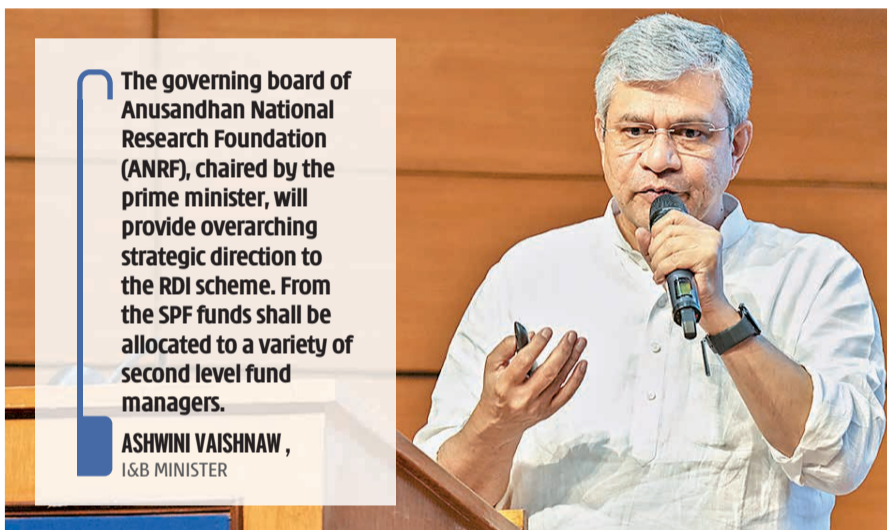 The governing board of
Anusandhan National
Research Foundation
(ANRF), chaired by the
prime minister, will
provide overarching
strategic direction to
the RDI scheme. From
the SPF funds shall be
allocated to a variety of
second level fund
managers.
ASHWINI VAISHNAW ,
I&B MINISTER